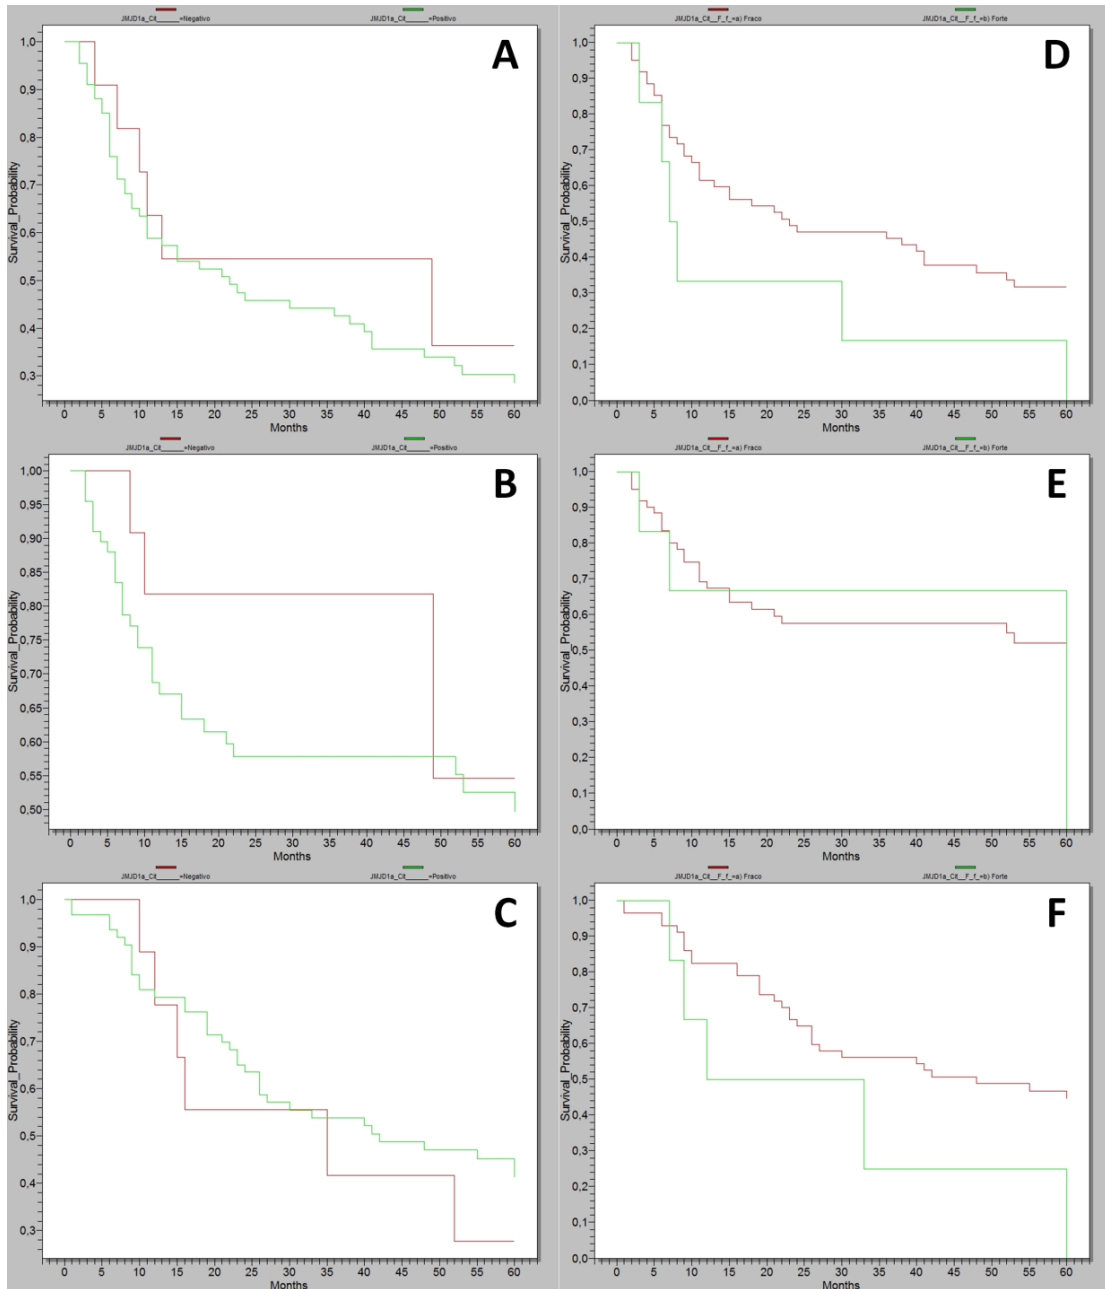 JMJD1a_Cit______=Negativo
JMJD1a_Cit______=Positivo
A
Survival_Probability
1,0
0,9
0,8
0,7
0,6
0,5
0,4
0,3
0 5 10 15 20 25 30 35 40 45 50 55 60
Months
JMJD1a_Cit__F_f_=a) Fraco
JMJD1a_Cit__F_f_=b) Forte
D
Survival_Probability
1,0
0,9
0,8
0,7
0,6
0,5
0,4
0,3
0,2
0,1
0,0
0 5 10 15 20 25 30 35 40 45 50 55 60
Months
JMJD1a_Cit______=Negativo
JMJD1a_Cit______=Positivo
B
Survival_Probability
1,00
0,95
0,90
0,85
0,80
0,75
0,70
0,65
0,60
0,55
0,50
0 5 10 15 20 25 30 35 40 45 50 55 60
Months
JMJD1a_Cit__F_f_=a) Fraco
JMJD1a_Cit__F_f_=b) Forte
E
Survival_Probability
1,0
0,9
0,8
0,7
0,6
0,5
0,4
0,3
0,2
0,1
0,0
0 5 10 15 20 25 30 35 40 45 50 55 60
Months
JMJD1a_Cit______=Negativo
JMJD1a_Cit______=Positivo
C
Survival_Probability
1,0
0,9
0,8
0,7
0,6
0,5
0,4
0,3
0 5 10 15 20 25 30 35 40 45 50 55 60
Months
JMJD1a_Cit__F_f_=a) Fraco
JMJD1a_Cit__F_f_=b) Forte
F
Survival_Probability
1,0
0,9
0,8
0,7
0,6
0,5
0,4
0,3
0,2
0,1
0,0
0 5 10 15 20 25 30 35 40 45 50 55 60
Months